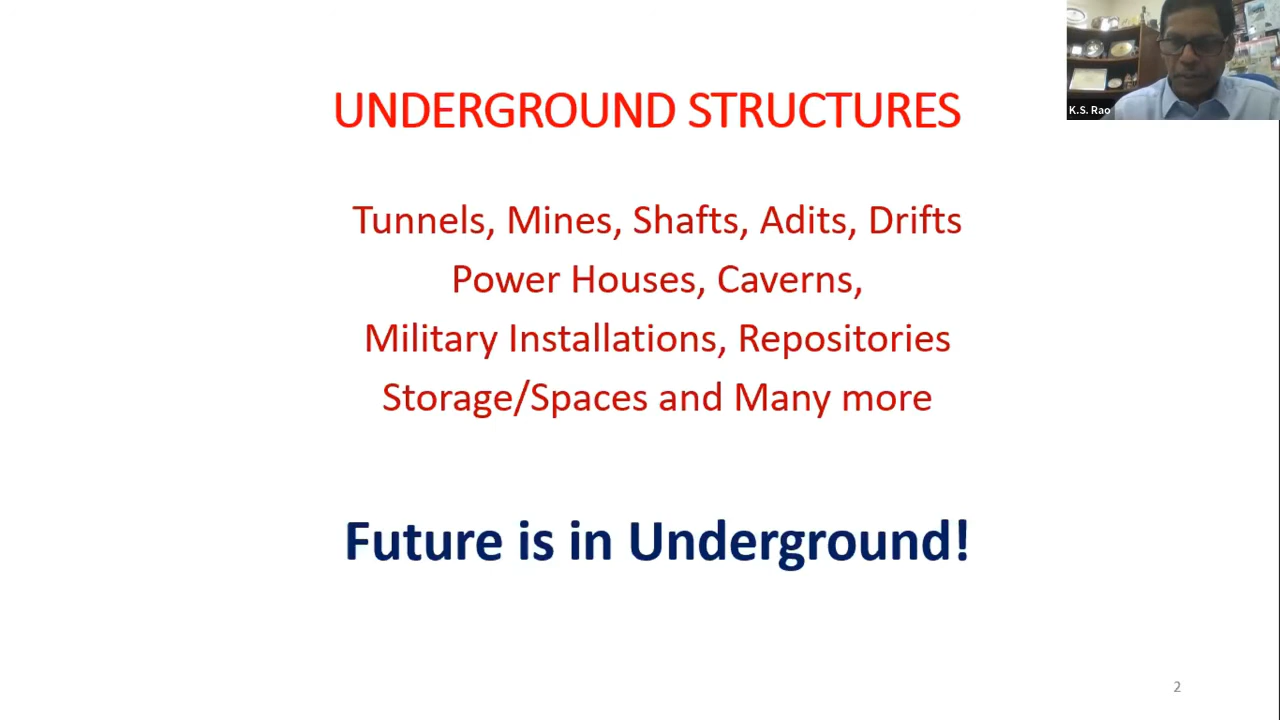 K.S. Rao
UNDERGROUND STRUCTURES
Tunnels, Mines, Shafts, Adits, Drifts
Power Houses, Caverns,
Military Installations, Repositories
Storage/Spaces and Many more
Future is in Underground!
2